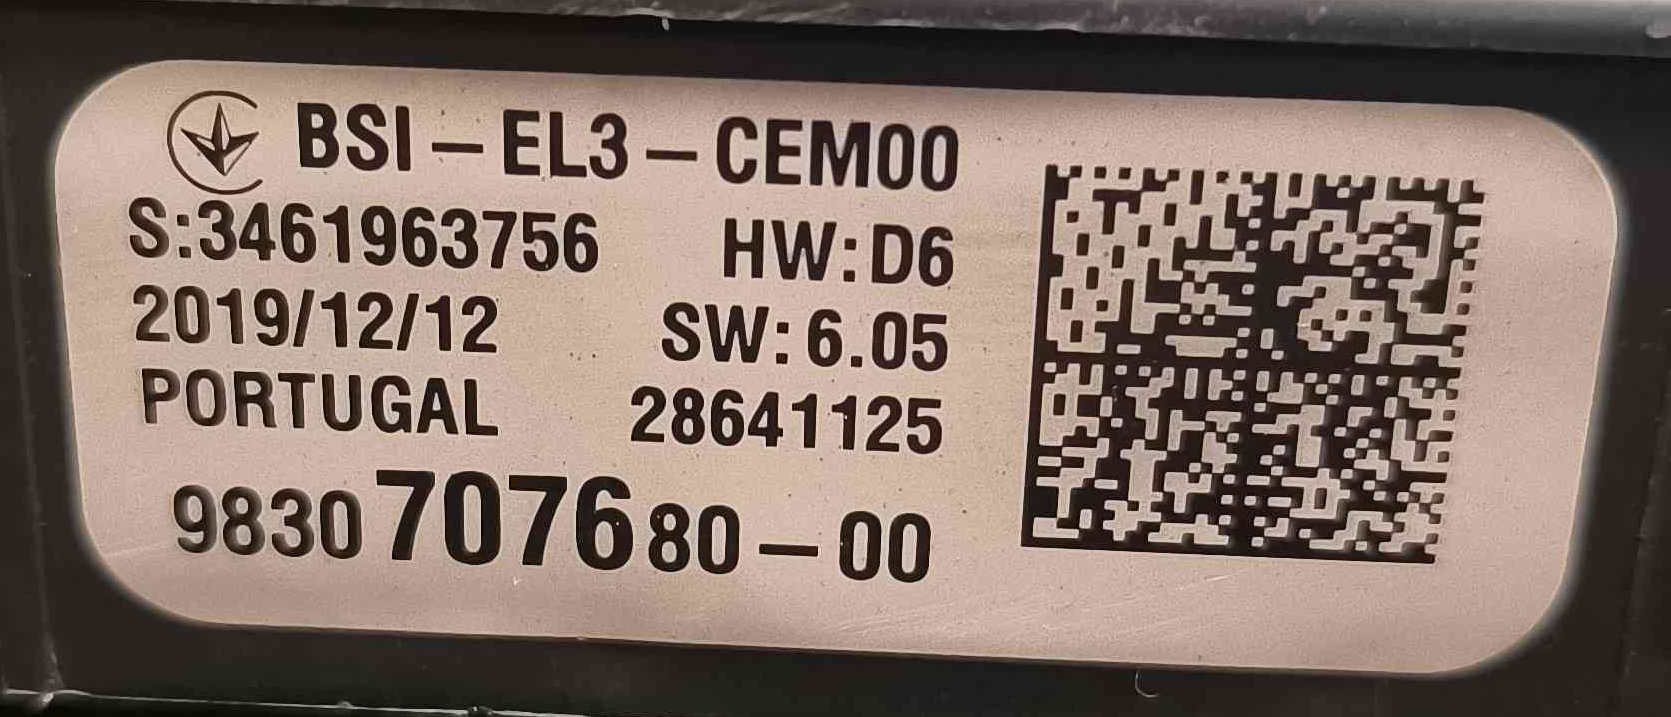 BSI-EL3-CEM00
S:3461963756 HW:D6
2019/12/12 SW:6.05
PORTUGAL 28641125
9830707680-00